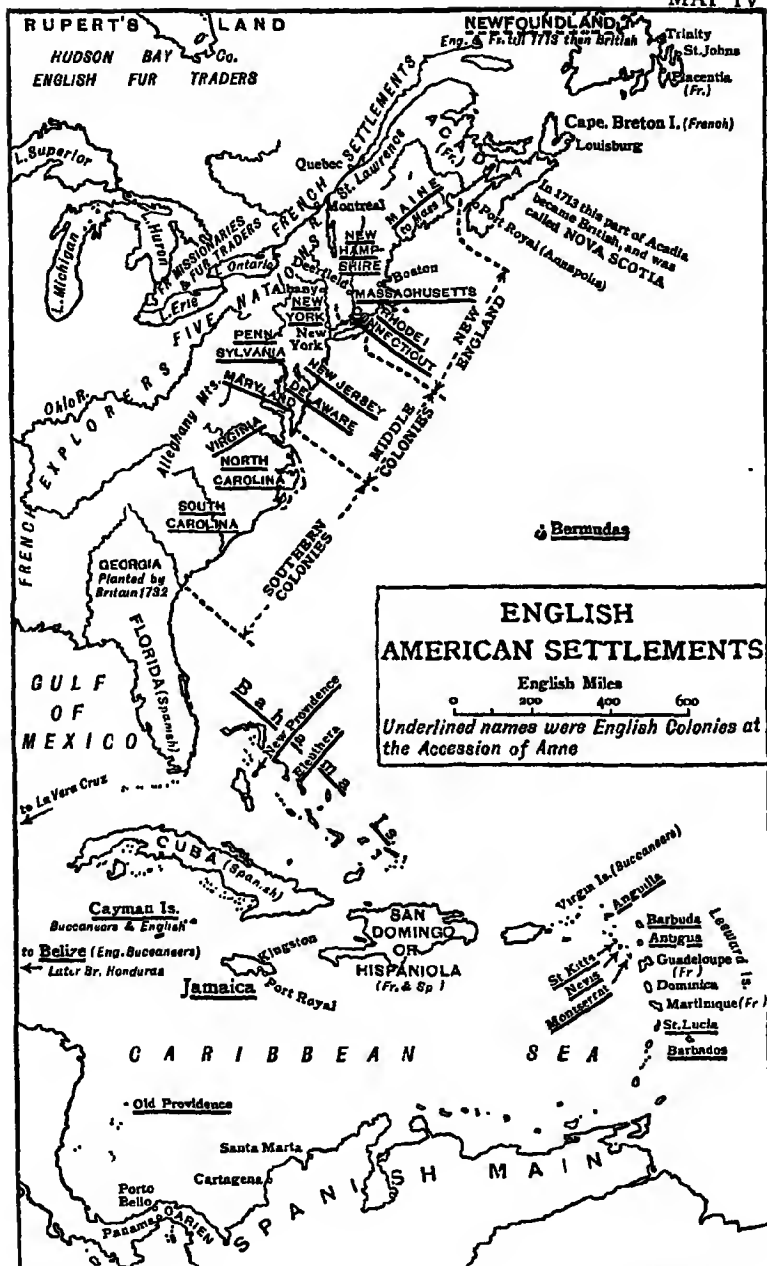 MAP IV
RUPERT'S LAND
HUDSON BAY Co.
ENGLISH FUR TRADERS
NEWFOUNDLAND
Eng. & Fr. till 1713 then British
Trinity
St. Johns
Placentia
(Fr.)
Cape. Breton I. (French)
Louisburg
ACADIA
(Fr.)
In 1713 this part of Acadia
became British, and was
called NOVA SCOTIA
Port Royal (Annapolis)
L. Superior
L. Michigan
L. Huron
Ontario
L. Erie
FR. MISSIONARIES
& FUR TRADERS
FRENCH SETTLEMENTS
R. St. Lawrence
Quebec
Montreal
MAINE
(to Mass.)
NEW
HAMP
SHIRE
Deerfield
Boston
MASSACHUSETTS
Albany
NEW
YORK
New
York
RHODE I
CONNECTICUT
NEW
ENGLAND
FIVE NATIONS
PENN
SYLVANIA
NEW JERSEY
DELAWARE
MARYLAND
MIDDLE
COLONIES
Ohio R.
FRENCH EXPLORERS
Alleghany Mts.
VIRGINIA
NORTH
CAROLINA
SOUTH
CAROLINA
SOUTHERN
COLONIES
GEORGIA
Planted by
Britain 1732
FLORIDA (Spanish)
Bermudas
ENGLISH
AMERICAN SETTLEMENTS
English Miles
0 200 400 600
Underlined names were English Colonies at
the Accession of Anne
GULF
OF
MEXICO
to La Vera Cruz
Bahama Is.
New Providence
Eleuthera
CUBA (Spanish)
Cayman Is.
Buccaneers & English
to Belize (Eng. Buccaneers)
Later Br. Honduras
Kingston
Jamaica
Port Royal
SAN
DOMINGO
OR
HISPANIOLA
(Fr. & Sp)
Virgin Is. (Buccaneers)
Anguilla
Barbuda
Antigua
Leeward Is.
St Kitts
Nevis
Montserrat
Guadeloupe
(Fr)
Dominica
Martinique (Fr)
St. Lucia
Barbados
CARIBBEAN SEA
Old Providence
Santa Marta
Cartagena
Porto
Bello
Panama
DARIEN
SPANISH MAIN